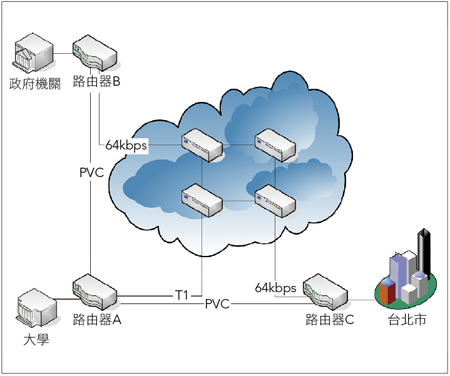 政府機關
路由器B
64kbps
PVC
T1
64kbps
PVC
大學
路由器A
路由器C
台北市